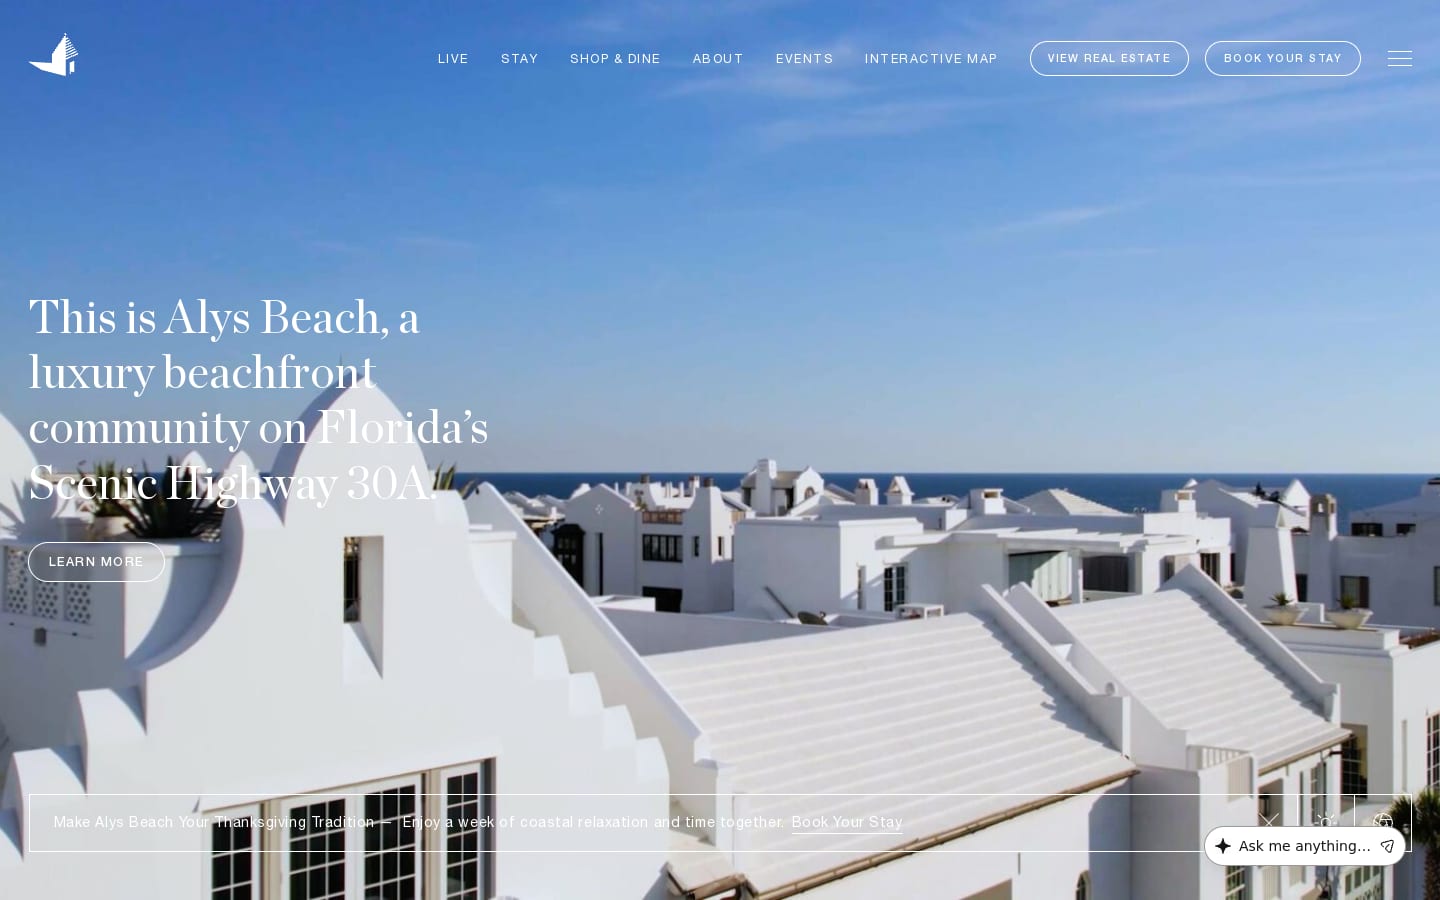 LIVE STAY SHOP & DINE ABOUT EVENTS INTERACTIVE MAP VIEW REAL ESTATE BOOK YOUR STAY
This is Alys Beach, a
luxury beachfront
community on Florida’s
Scenic Highway 30A.
LEARN MORE
Make Alys Beach Your Thanksgiving Tradition — Enjoy a week of coastal relaxation and time together. Book Your Stay
Ask me anything...